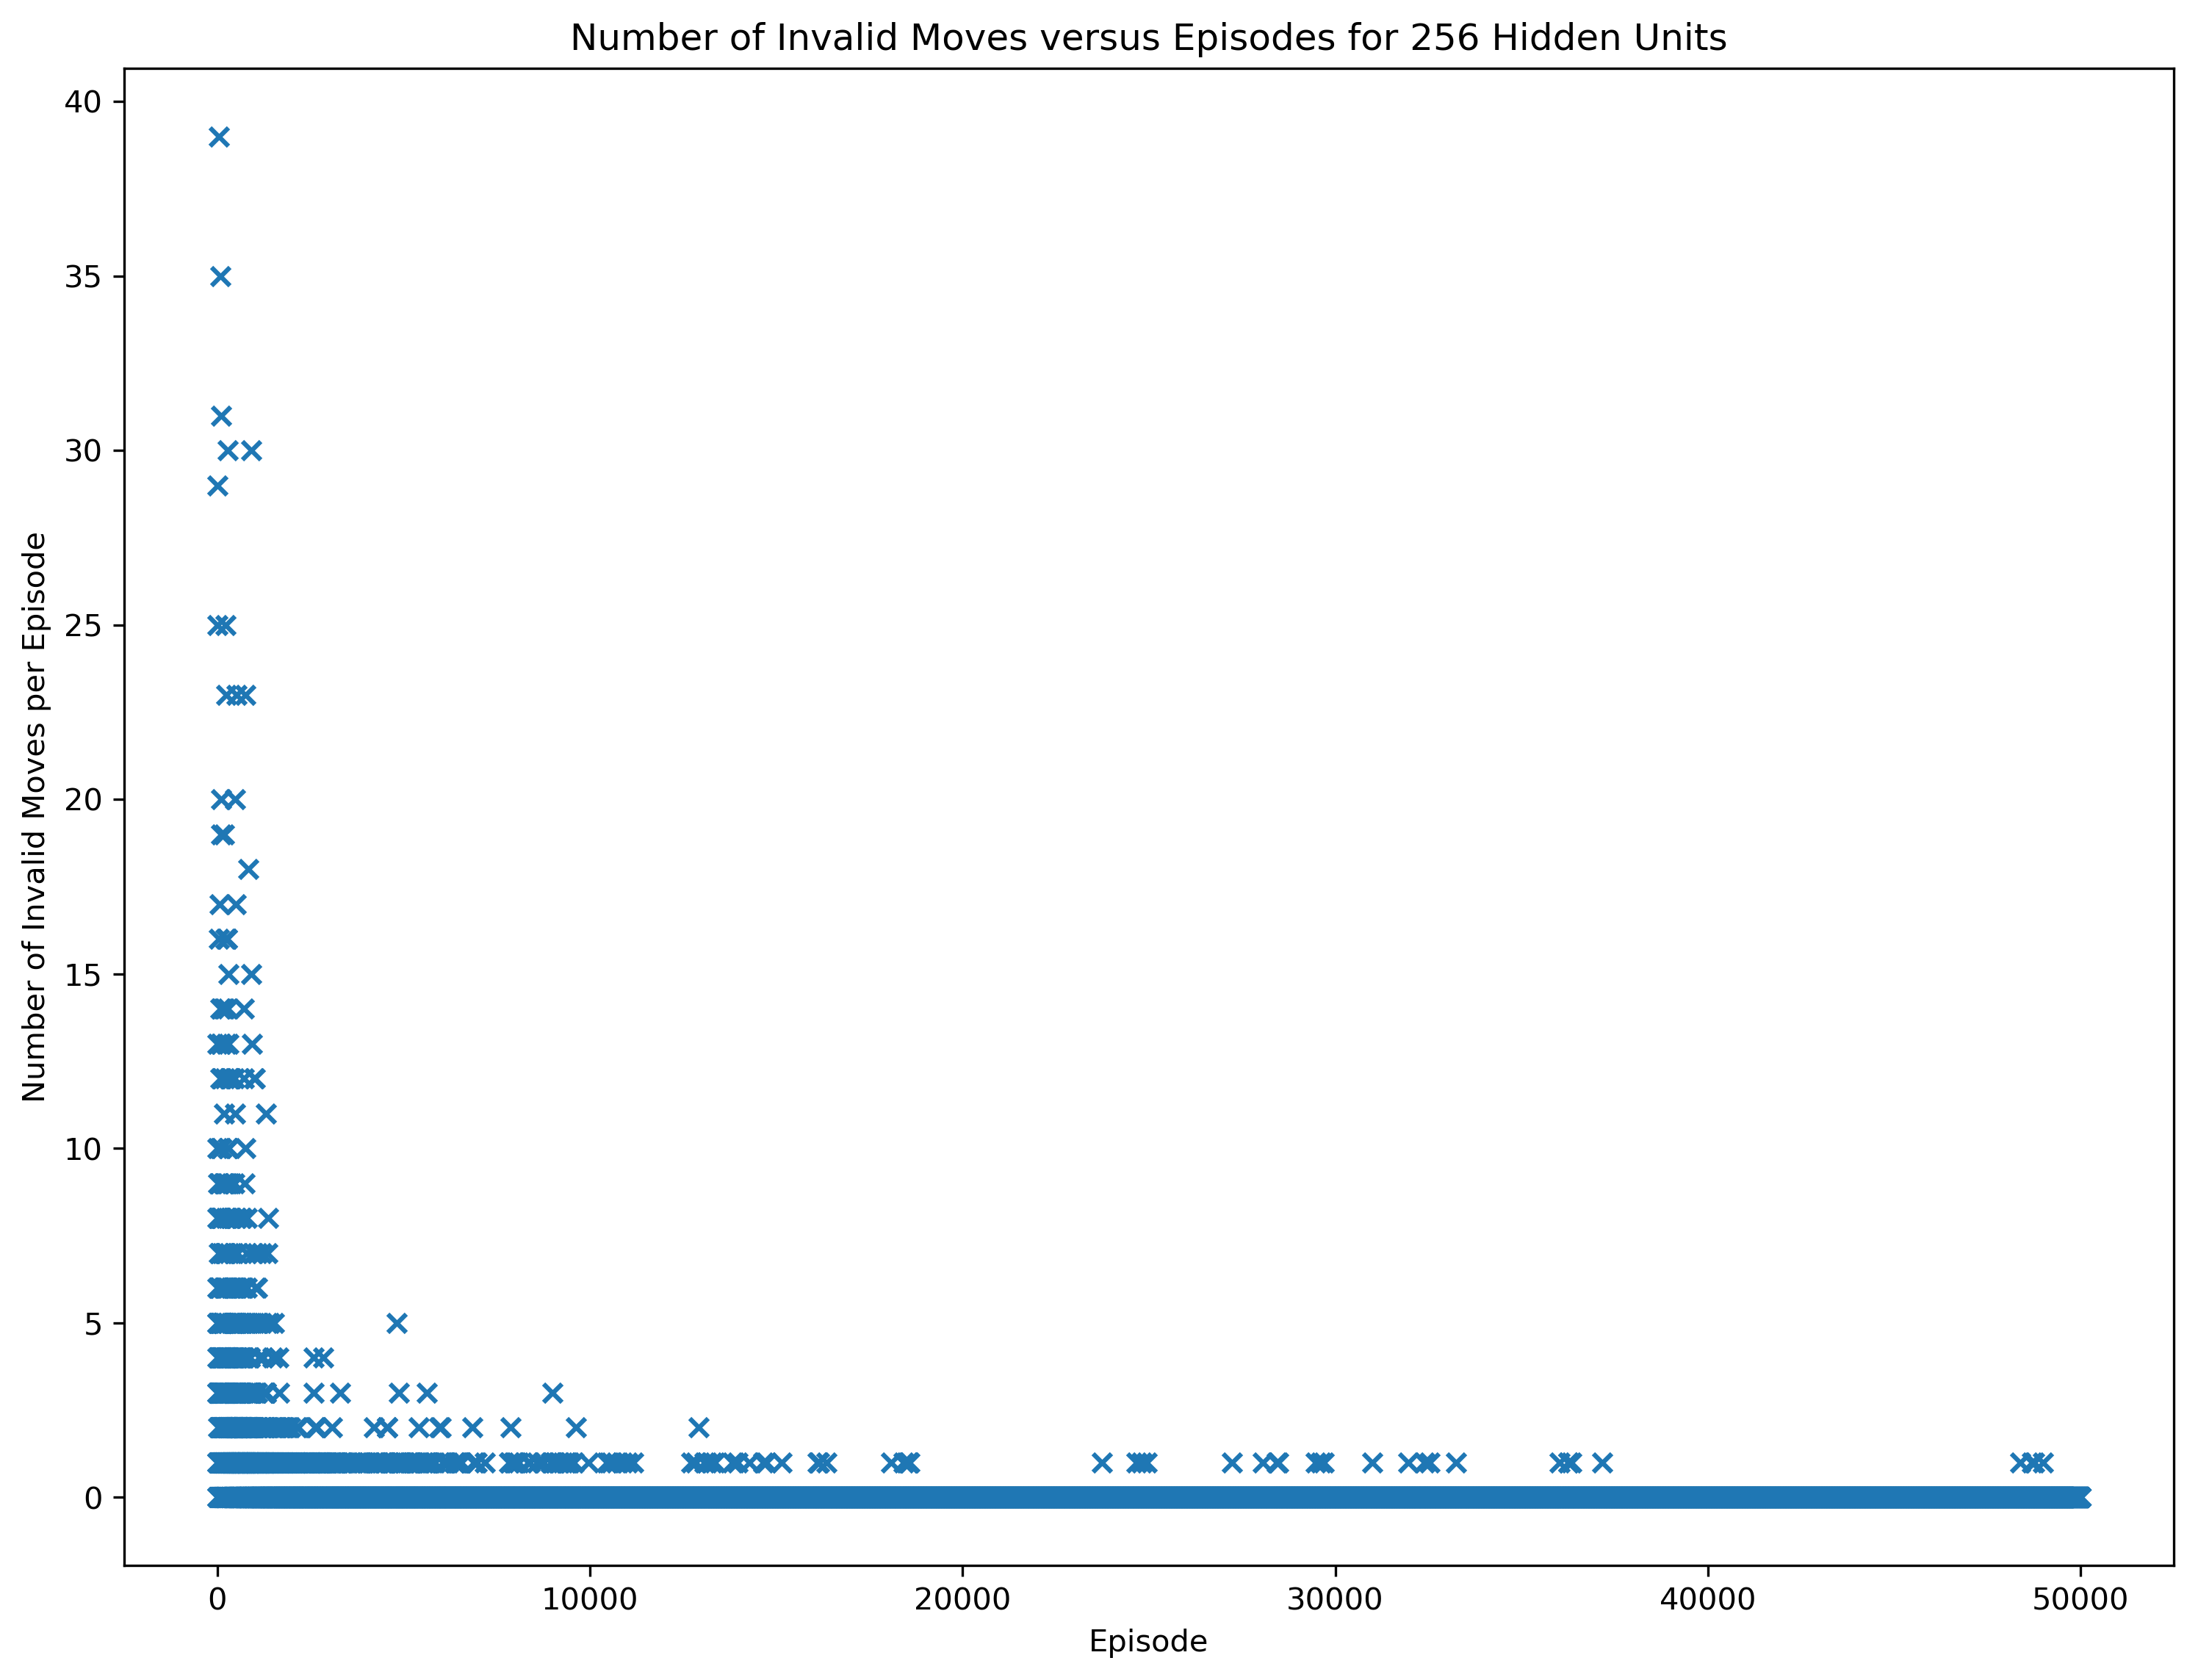 Number of Invalid Moves versus Episodes for 256 Hidden Units
Number of Invalid Moves per Episode
40
35
30
25
20
15
10
5
0
0 10000 20000 30000 40000 50000
Episode